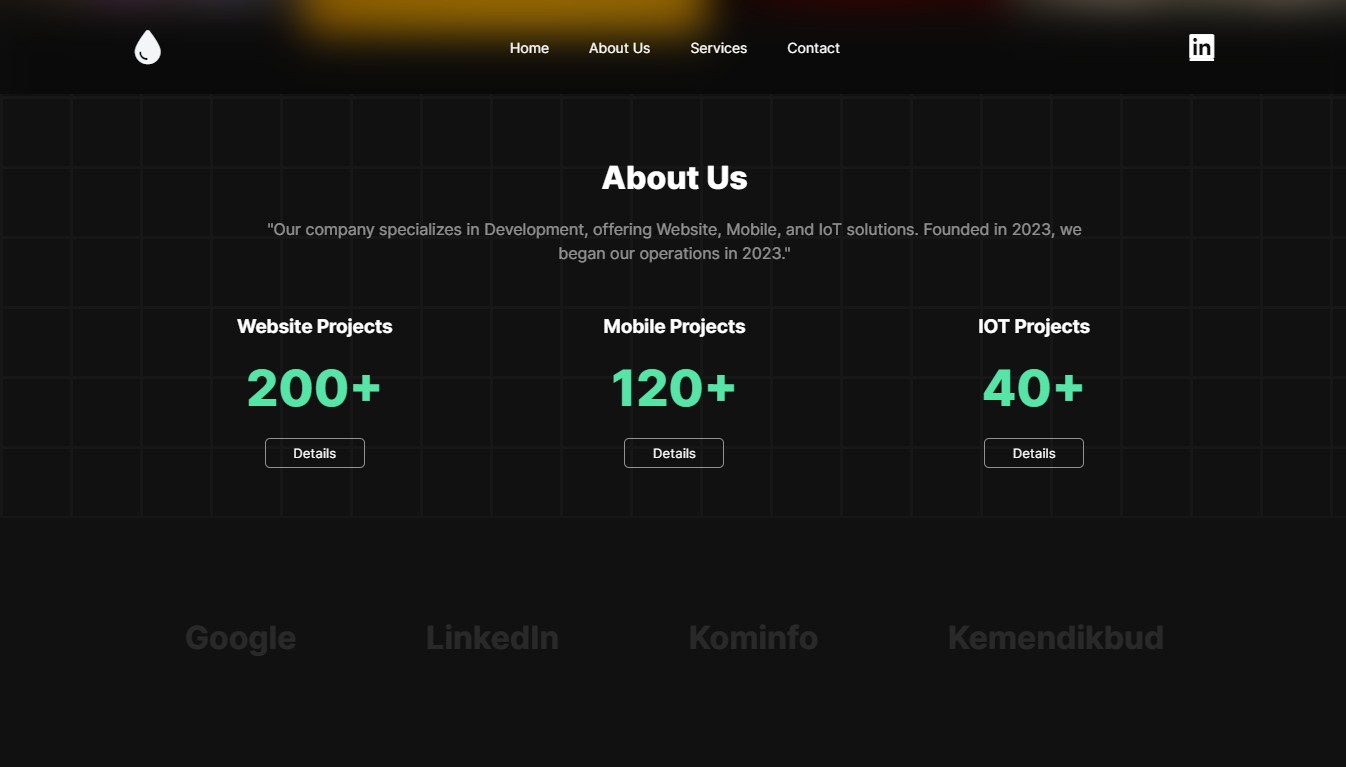 Home About Us Services Contact
in
About Us
"Our company specializes in Development, offering Website, Mobile, and IoT solutions. Founded in 2023, we
began our operations in 2023."
Website Projects Mobile Projects IOT Projects
200+ 120+ 40+
Details Details Details
Google LinkedIn Kominfo Kemendikbud